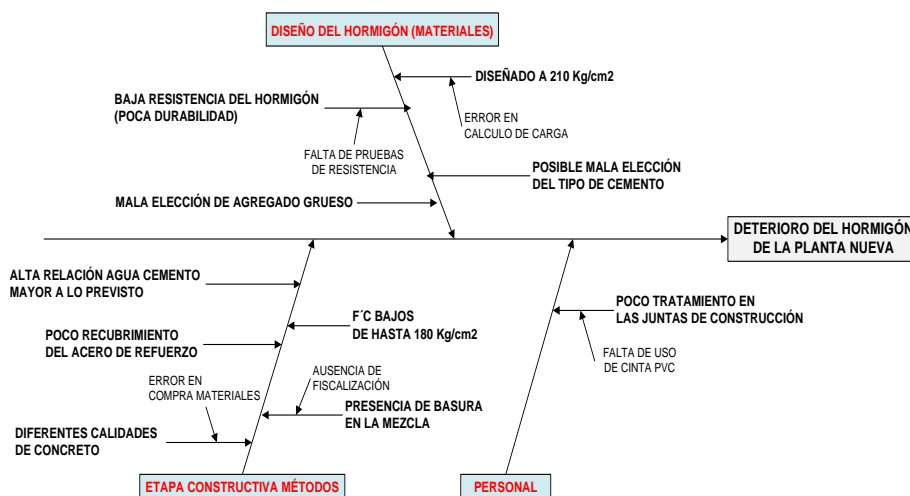 DISEÑO DEL HORMIGÓN (MATERIALES)
DISEÑADO A 210 Kg/cm2
BAJA RESISTENCIA DEL HORMIGÓN
(POCA DURABILIDAD)
ERROR EN
CALCULO DE CARGA
FALTA DE PRUEBAS
DE RESISTENCIA
POSIBLE MALA ELECCIÓN
DEL TIPO DE CEMENTO
MALA ELECCIÓN DE AGREGADO GRUESO
DETERIORO DEL HORMIGÓN
DE LA PLANTA NUEVA
ALTA RELACIÓN AGUA CEMENTO
MAYOR A LO PREVISTO
F´C BAJOS
DE HASTA 180 Kg/cm2
POCO RECUBRIMIENTO
DEL ACERO DE REFUERZO
ERROR EN
COMPRA MATERIALES
AUSENCIA DE
FISCALIZACIÓN
PRESENCIA DE BASURA
EN LA MEZCLA
DIFERENTES CALIDADES
DE CONCRETO
POCO TRATAMIENTO EN
LAS JUNTAS DE CONSTRUCCIÓN
FALTA DE USO
DE CINTA PVC
ETAPA CONSTRUCTIVA MÉTODOS
PERSONAL